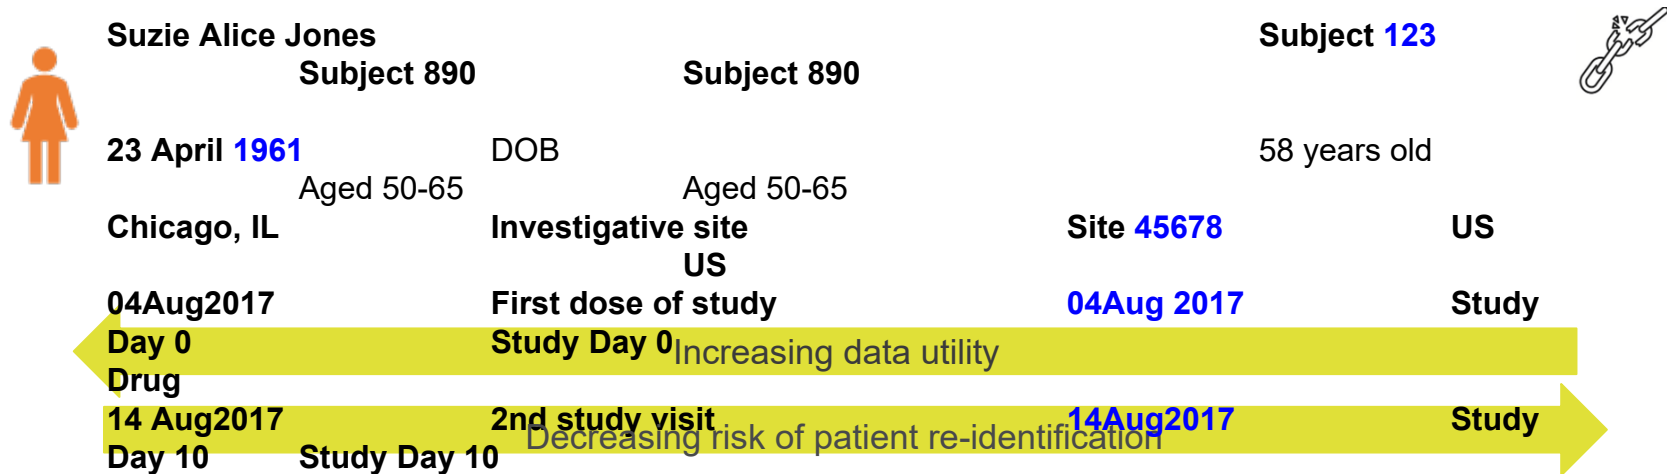 Suzie Alice Jones Subject 123
Subject 890 Subject 890
23 April 1961 DOB 58 years old
Aged 50-65 Aged 50-65
Chicago, IL Investigative site Site 45678 US
US
04Aug2017 First dose of study 04Aug 2017 Study
Day 0 Study Day 0
Increasing data utility
Drug
14 Aug2017 2nd study visit 14Aug2017 Study
Decreasing risk of patient re-identification
Day 10 Study Day 10